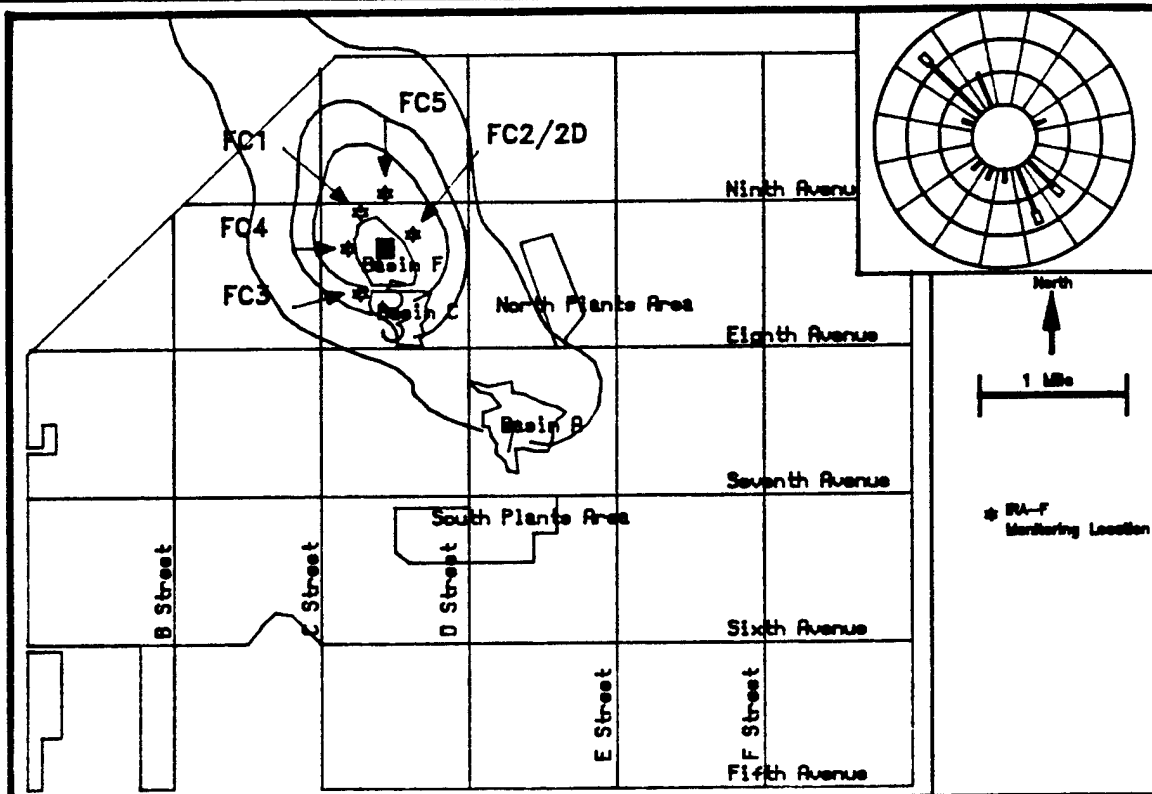 FC5
FC1
FC2/2D
Ninth Avenue
FC4
Basin F
North
FC3
Basin C
North Plants Area
Eighth Avenue
1 Mile
Basin A
Seventh Avenue
South Plants Area
IRA-F
Monitoring Location
B Street
C Street
D Street
Sixth Avenue
E Street
F Street
Fifth Avenue